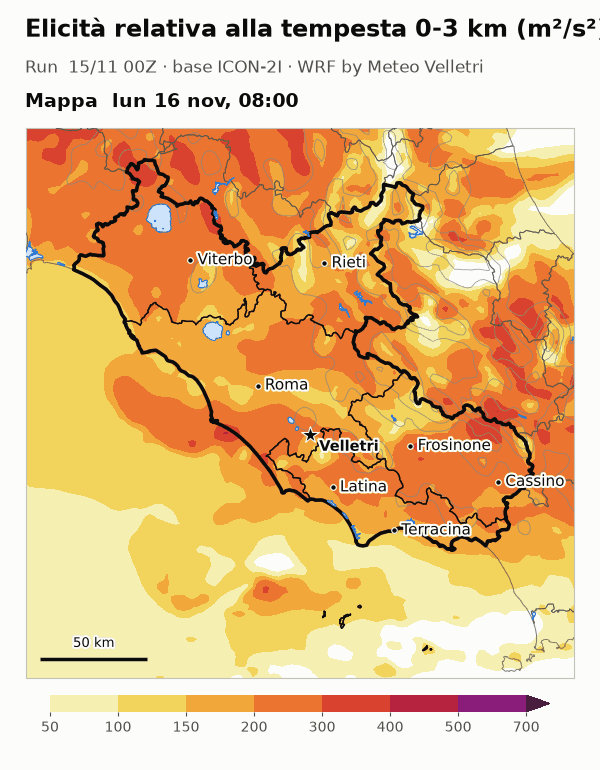 Elicità relativa alla tempesta 0-3 km (m²/s²)
Run 15/11 00Z · base ICON-2I · WRF by Meteo Velletri
Mappa lun 16 nov, 08:00
Viterbo
Rieti
Roma
Velletri
Frosinone
Cassino
Latina
Terracina
50 km
50 100 150 200 300 400 500 700